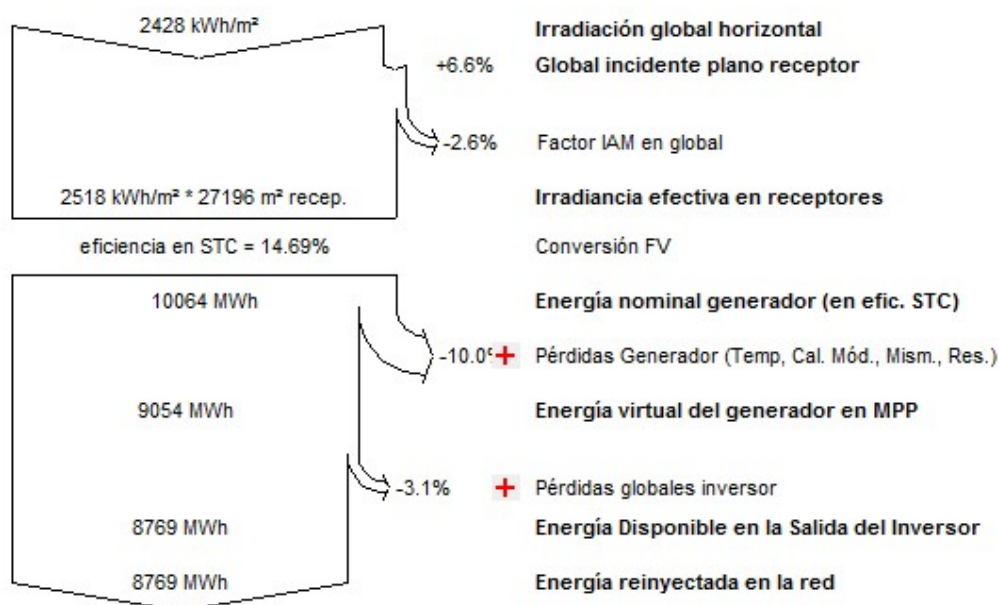 2428 kWh/m² Irradiación global horizontal
+6.6% Global incidente plano receptor
-2.6% Factor IAM en global
2518 kWh/m² * 27196 m² recep. Irradiancia efectiva en receptores
eficiencia en STC = 14.69% Conversión FV
10064 MWh Energía nominal generador (en efic. STC)
-10.0% Pérdidas Generador (Temp, Cal. Mód., Mism., Res.)
9054 MWh Energía virtual del generador en MPP
-3.1% Pérdidas globales inversor
8769 MWh Energía Disponible en la Salida del Inversor
8769 MWh Energía reinyectada en la red